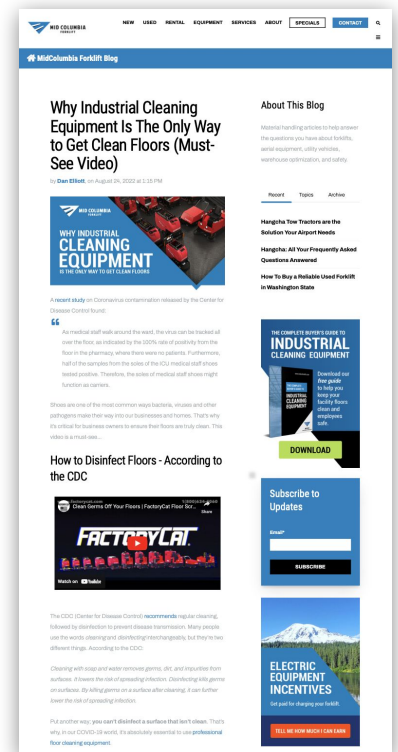 MID COLUMBIA
FORKLIFT
NEW USED RENTAL EQUIPMENT SERVICES ABOUT SPECIALS CONTACT
MidColumbia Forklift Blog
Why Industrial Cleaning
Equipment Is The Only Way
to Get Clean Floors (Must-
See Video)
by Dan Elliott, on August 24, 2022 at 1:15 PM
MID COLUMBIA
FORKLIFT
WHY INDUSTRIAL
CLEANING
EQUIPMENT
IS THE ONLY WAY TO GET CLEAN FLOORS
A recent study on Coronavirus contamination released by the Center for
Disease Control found:
“
As medical staff walk around the ward, the virus can be tracked all
over the floor, as indicated by the 100% rate of positivity from the
floor in the pharmacy, where there were no patients. Furthermore,
half of the samples from the soles of the ICU medical staff shoes
tested positive. Therefore, the soles of medical staff shoes might
function as carriers.
Shoes are one of the most common ways bacteria, viruses and other
pathogens make their way into our businesses and homes. That's why
it's critical for business owners to ensure their floors are truly clean. This
video is a must-see...
How to Disinfect Floors - According to
the CDC
factorycat.com
Clean Germs Off Your Floors | FactoryCat Floor Scr...
Share
FACTORYCAT
Watch on YouTube
The CDC (Center for Disease Control) recommends regular cleaning,
followed by disinfection to prevent disease transmission. Many people
use the words cleaning and disinfecting interchangeably, but they're two
different things. According to the CDC:
Cleaning with soap and water removes germs, dirt, and impurities from
surfaces. It lowers the risk of spreading infection. Disinfecting kills germs
on surfaces. By killing germs on a surface after cleaning, it can further
lower the risk of spreading infection.
Put another way: you can't disinfect a surface that isn't clean. That's
why, in our COVID-19 world, it's absolutely essential to use professional
floor cleaning equipment.
About This Blog
Material handling articles to help answer
the questions you have about forklifts,
aerial equipment, utility vehicles,
warehouse optimization, and safety.
Recent Topics Archive
Hangcha Tow Tractors are the
Solution Your Airport Needs
Hangcha: All Your Frequently Asked
Questions Answered
How To Buy a Reliable Used Forklift
in Washington State
THE COMPLETE BUYER'S GUIDE TO
INDUSTRIAL
CLEANING EQUIPMENT
INDUSTRIAL
CLEANING
EQUIPMENT
Download our
free guide
to help you
keep your
facility floors
clean and
employees
safe.
DOWNLOAD
Subscribe to
Updates
Email*
SUBSCRIBE
ELECTRIC
EQUIPMENT
INCENTIVES
Get paid for charging your forklift.
TELL ME HOW MUCH I CAN EARN